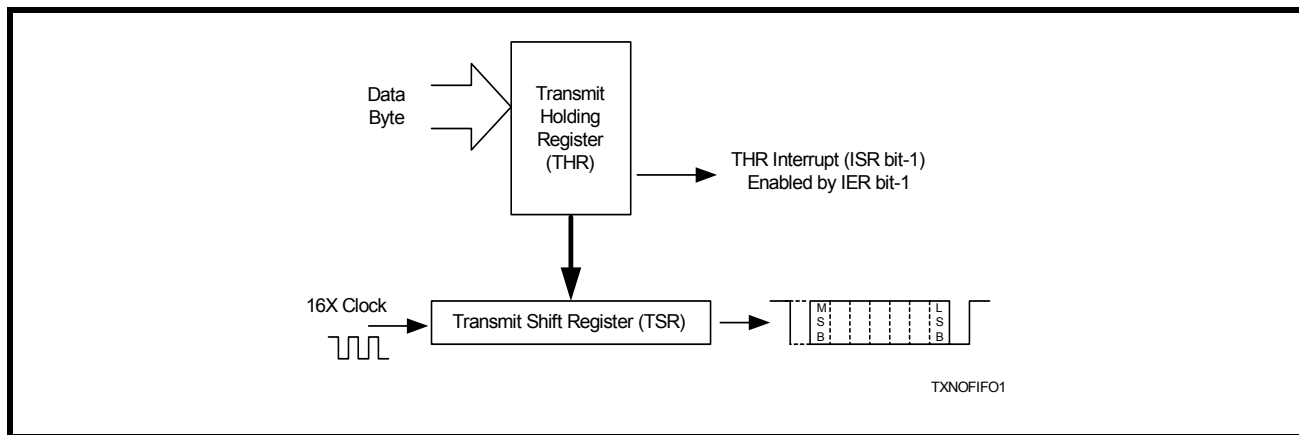 Data
Byte
Transmit
Holding
Register
(THR)
THR Interrupt (ISR bit-1)
Enabled by IER bit-1
16X Clock
Transmit Shift Register (TSR)
M
S
B
L
S
B
TXNOFIFO1